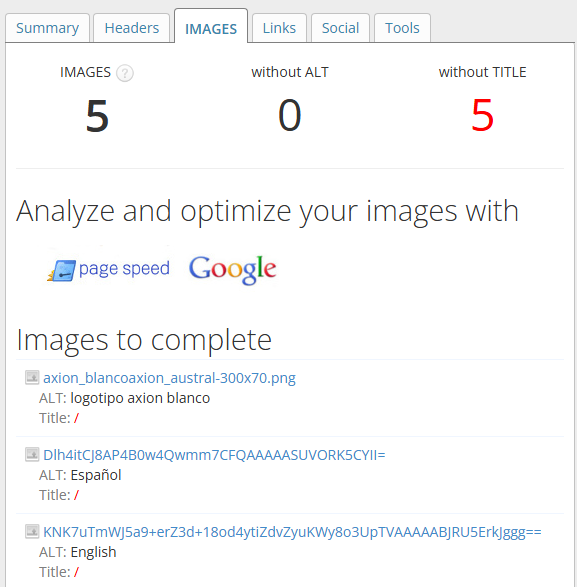 Summary Headers IMAGES Links Social Tools
IMAGES ? without ALT without TITLE
5 0 5
Analyze and optimize your images with
page speed Google
Images to complete
axion_blancoaxion_austral-300x70.png
ALT: logotipo axion blanco
Title: /
Dlh4itCJ8AP4B0w4Qwmm7CFQAAAAASUVORK5CYII=
ALT: Español
Title: /
KNK7uTmWJ5a9+erZ3d+18od4ytiZdvZyuKWy8o3UpTVAAAAABJRU5ErkJggg==
ALT: English
Title: /